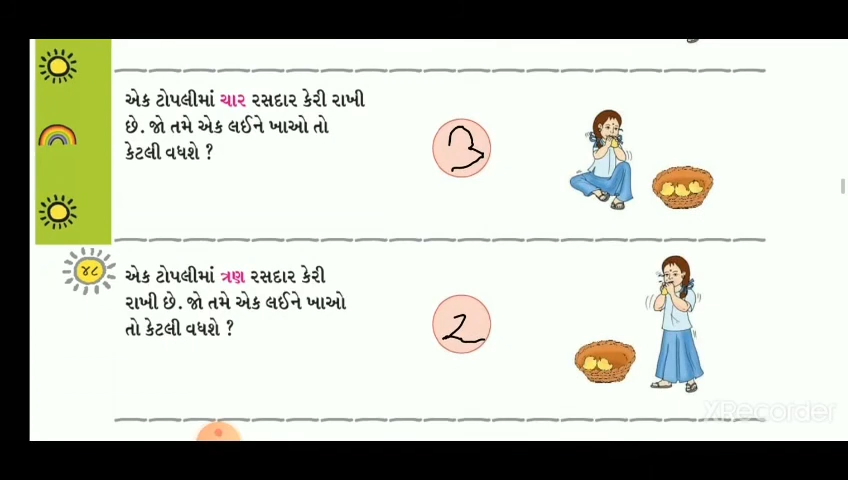 એક ટોપલીમાં ચાર રસદાર કેરી રાખી
છે. જો તમે એક લઈને ખાઓ તો
કેટલી વધશે ?
૩
૪૮
એક ટોપલીમાં ત્રણ રસદાર કેરી
રાખી છે. જો તમે એક લઈને ખાઓ
તો કેટલી વધશે ?
2
XRecorder